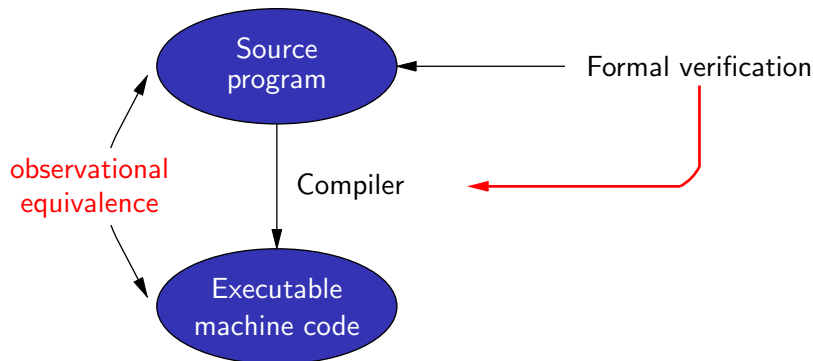 Source
program
Formal verification
observational
equivalence
Compiler
Executable
machine code